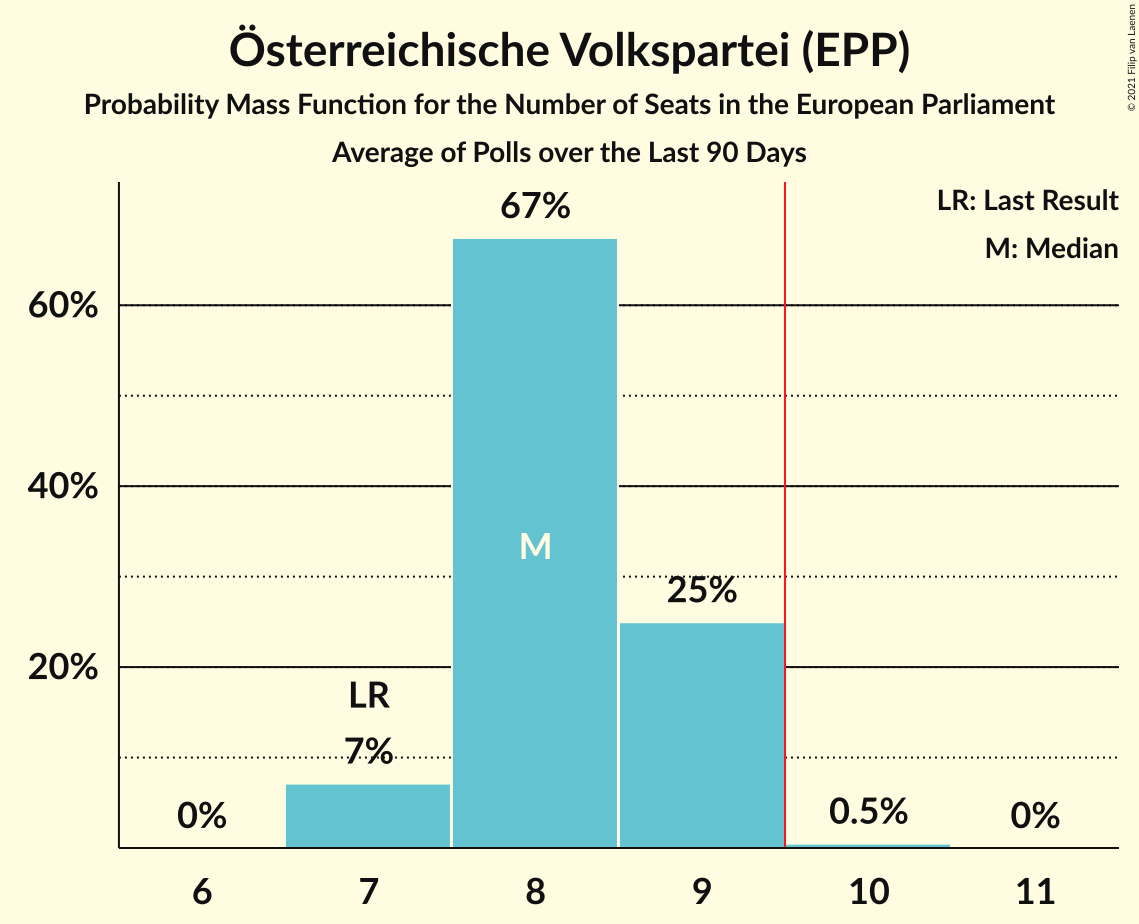 Österreichische Volkspartei (EPP)
Probability Mass Function for the Number of Seats in the European Parliament
Average of Polls over the Last 90 Days
© 2021 Filip van Laenen
LR: Last Result
M: Median
67%
60%
40%
M
25%
20%
LR
7%
0%
0.5%
0%
6 7 8 9 10 11